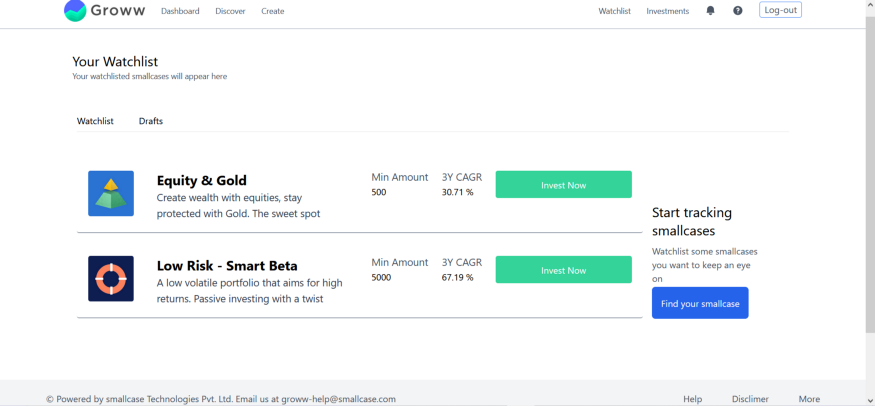 Groww Dashboard Discover Create Watchlist Investments Log-out
Your Watchlist
Your watchlisted smallcases will appear here
Watchlist Drafts
Equity & Gold
Create wealth with equities, stay
protected with Gold. The sweet spot
Min Amount 3Y CAGR
500 30.71 %
Invest Now
Low Risk - Smart Beta
A low volatile portfolio that aims for high
returns. Passive investing with a twist
Min Amount 3Y CAGR
5000 67.19 %
Invest Now
Start tracking
smallcases
Watchlist some smallcases
you want to keep an eye
on
Find your smallcase
© Powered by smallcase Technologies Pvt. Ltd. Email us at groww-help@smallcase.com Help Disclimer More